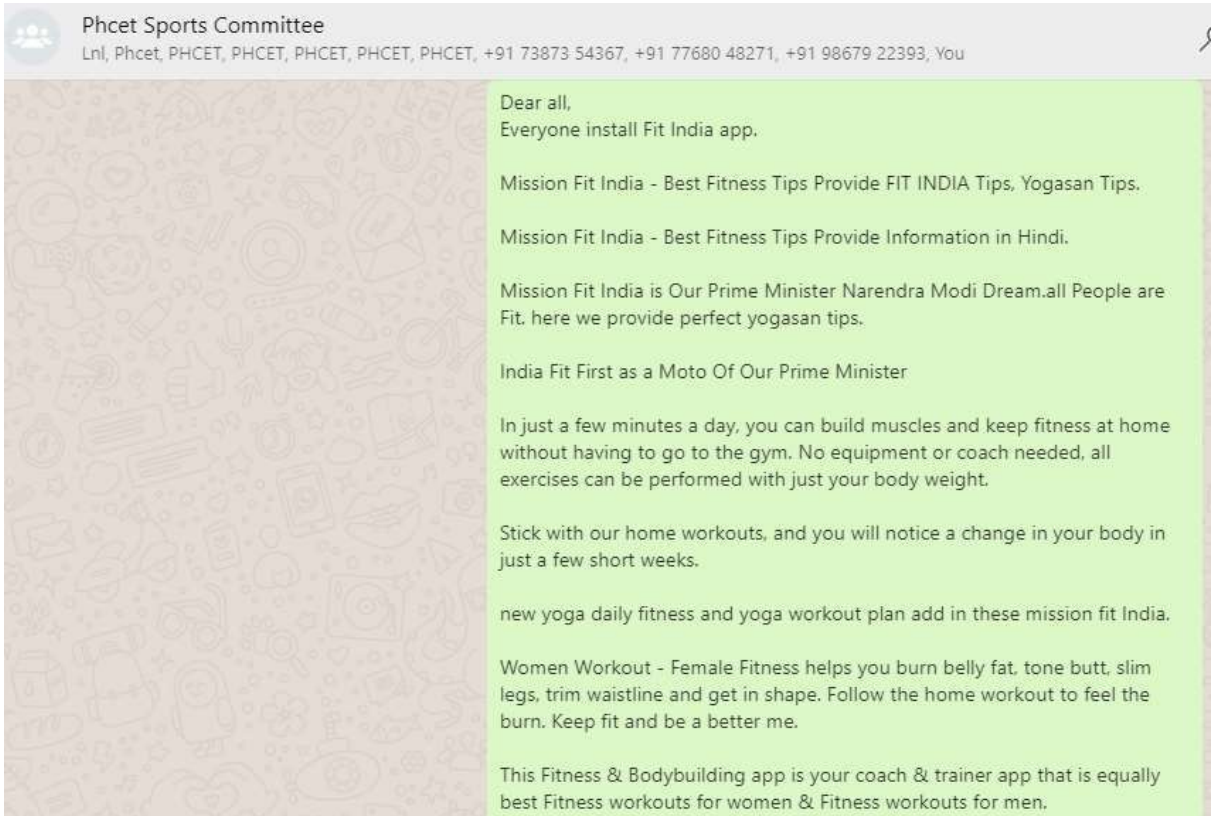 Phcet Sports Committee
Lnl, Phcet, PHCET, PHCET, PHCET, PHCET, PHCET, +91 73873 54367, +91 77680 48271, +91 98679 22393, You
Dear all,
Everyone install Fit India app.
Mission Fit India - Best Fitness Tips Provide FIT INDIA Tips, Yogasan Tips.
Mission Fit India - Best Fitness Tips Provide Information in Hindi.
Mission Fit India is Our Prime Minister Narendra Modi Dream.all People are
Fit. here we provide perfect yogasan tips.
India Fit First as a Moto Of Our Prime Minister
In just a few minutes a day, you can build muscles and keep fitness at home
without having to go to the gym. No equipment or coach needed, all
exercises can be performed with just your body weight.
Stick with our home workouts, and you will notice a change in your body in
just a few short weeks.
new yoga daily fitness and yoga workout plan add in these mission fit India.
Women Workout - Female Fitness helps you burn belly fat, tone butt, slim
legs, trim waistline and get in shape. Follow the home workout to feel the
burn. Keep fit and be a better me.
This Fitness & Bodybuilding app is your coach & trainer app that is equally
best Fitness workouts for women & Fitness workouts for men.